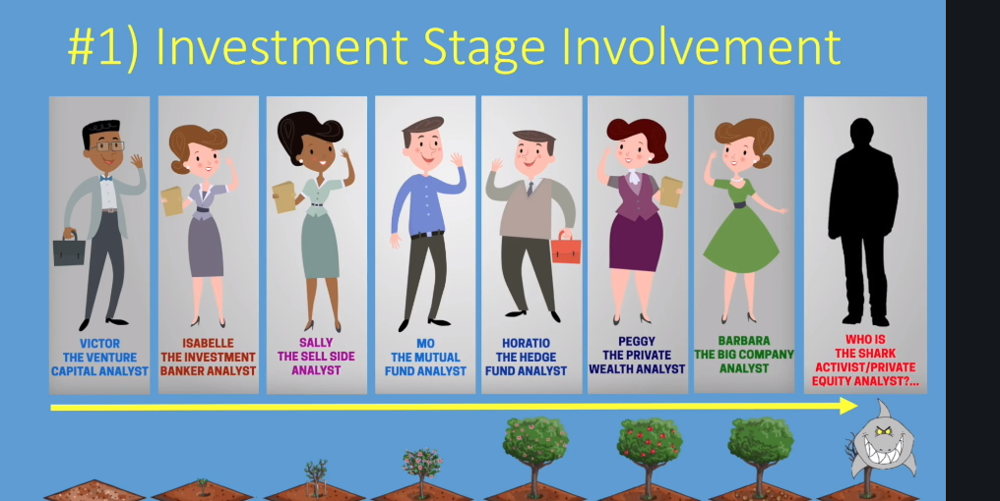 #1) Investment Stage Involvement
VICTOR
THE VENTURE
CAPITAL ANALYST
ISABELLE
THE INVESTMENT
BANKER ANALYST
SALLY
THE SELL SIDE
ANALYST
MO
THE MUTUAL
FUND ANALYST
HORATIO
THE HEDGE
FUND ANALYST
PEGGY
THE PRIVATE
WEALTH ANALYST
BARBARA
THE BIG COMPANY
ANALYST
WHO IS
THE SHARK
ACTIVIST/PRIVATE
EQUITY ANALYST?...